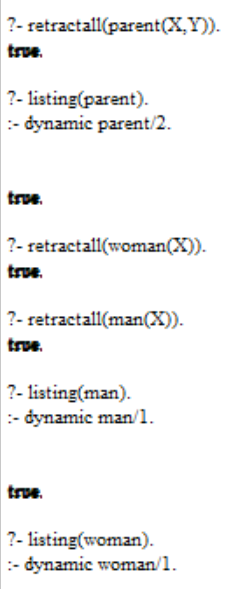 ?- retractall(parent(X,Y)).
true.
?- listing(parent).
:- dynamic parent/2.
true.
?- retractall(woman(X)).
true.
?- retractall(man(X)).
true.
?- listing(man).
:- dynamic man/1.
true.
?- listing(woman).
:- dynamic woman/1.